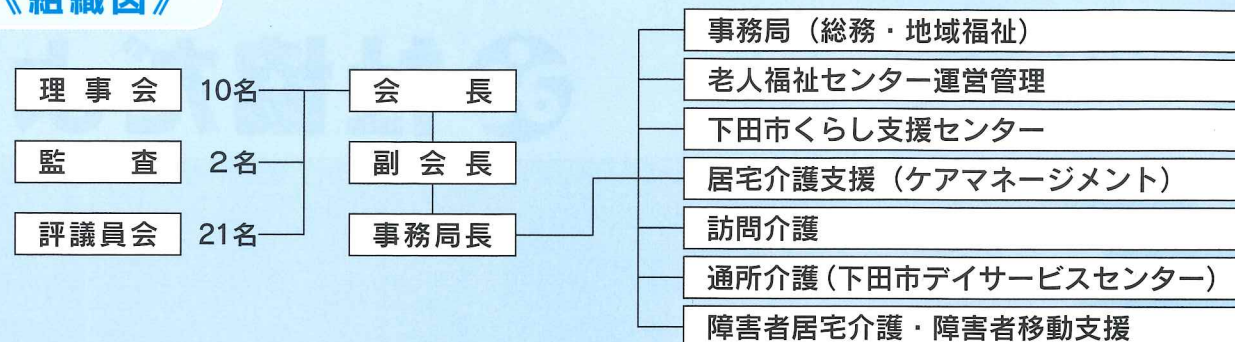 《組織図》
理事会 10名
監査 2名
評議員会 21名
会長
副会長
事務局長
事務局（総務・地域福祉）
老人福祉センター運営管理
下田市くらし支援センター
居宅介護支援（ケアマネージメント）
訪問介護
通所介護（下田市デイサービスセンター）
障害者居宅介護・障害者移動支援